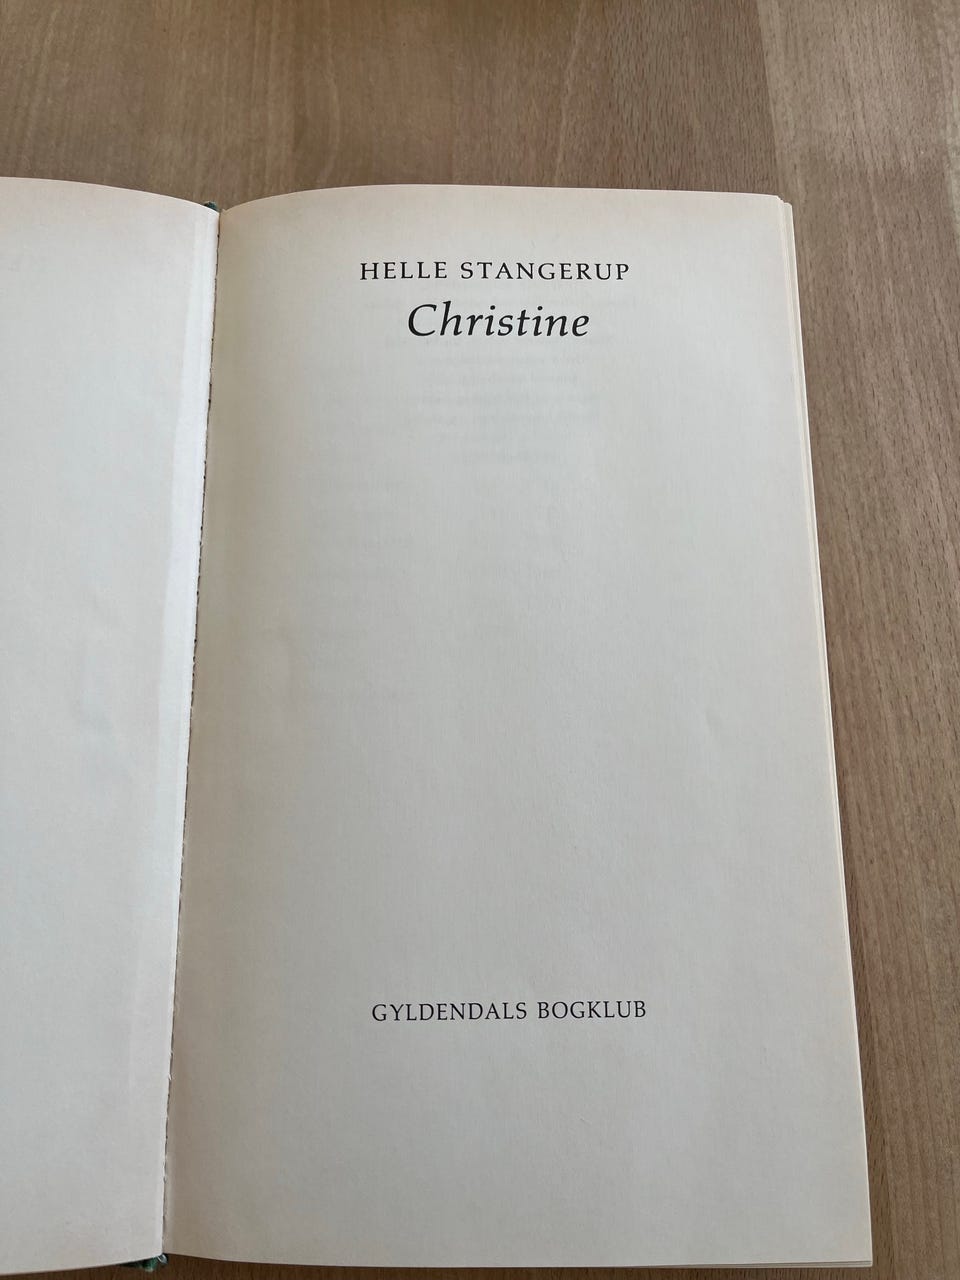 HELLE STANGERUP
Christine
GYLDENDALS BOGKLUB